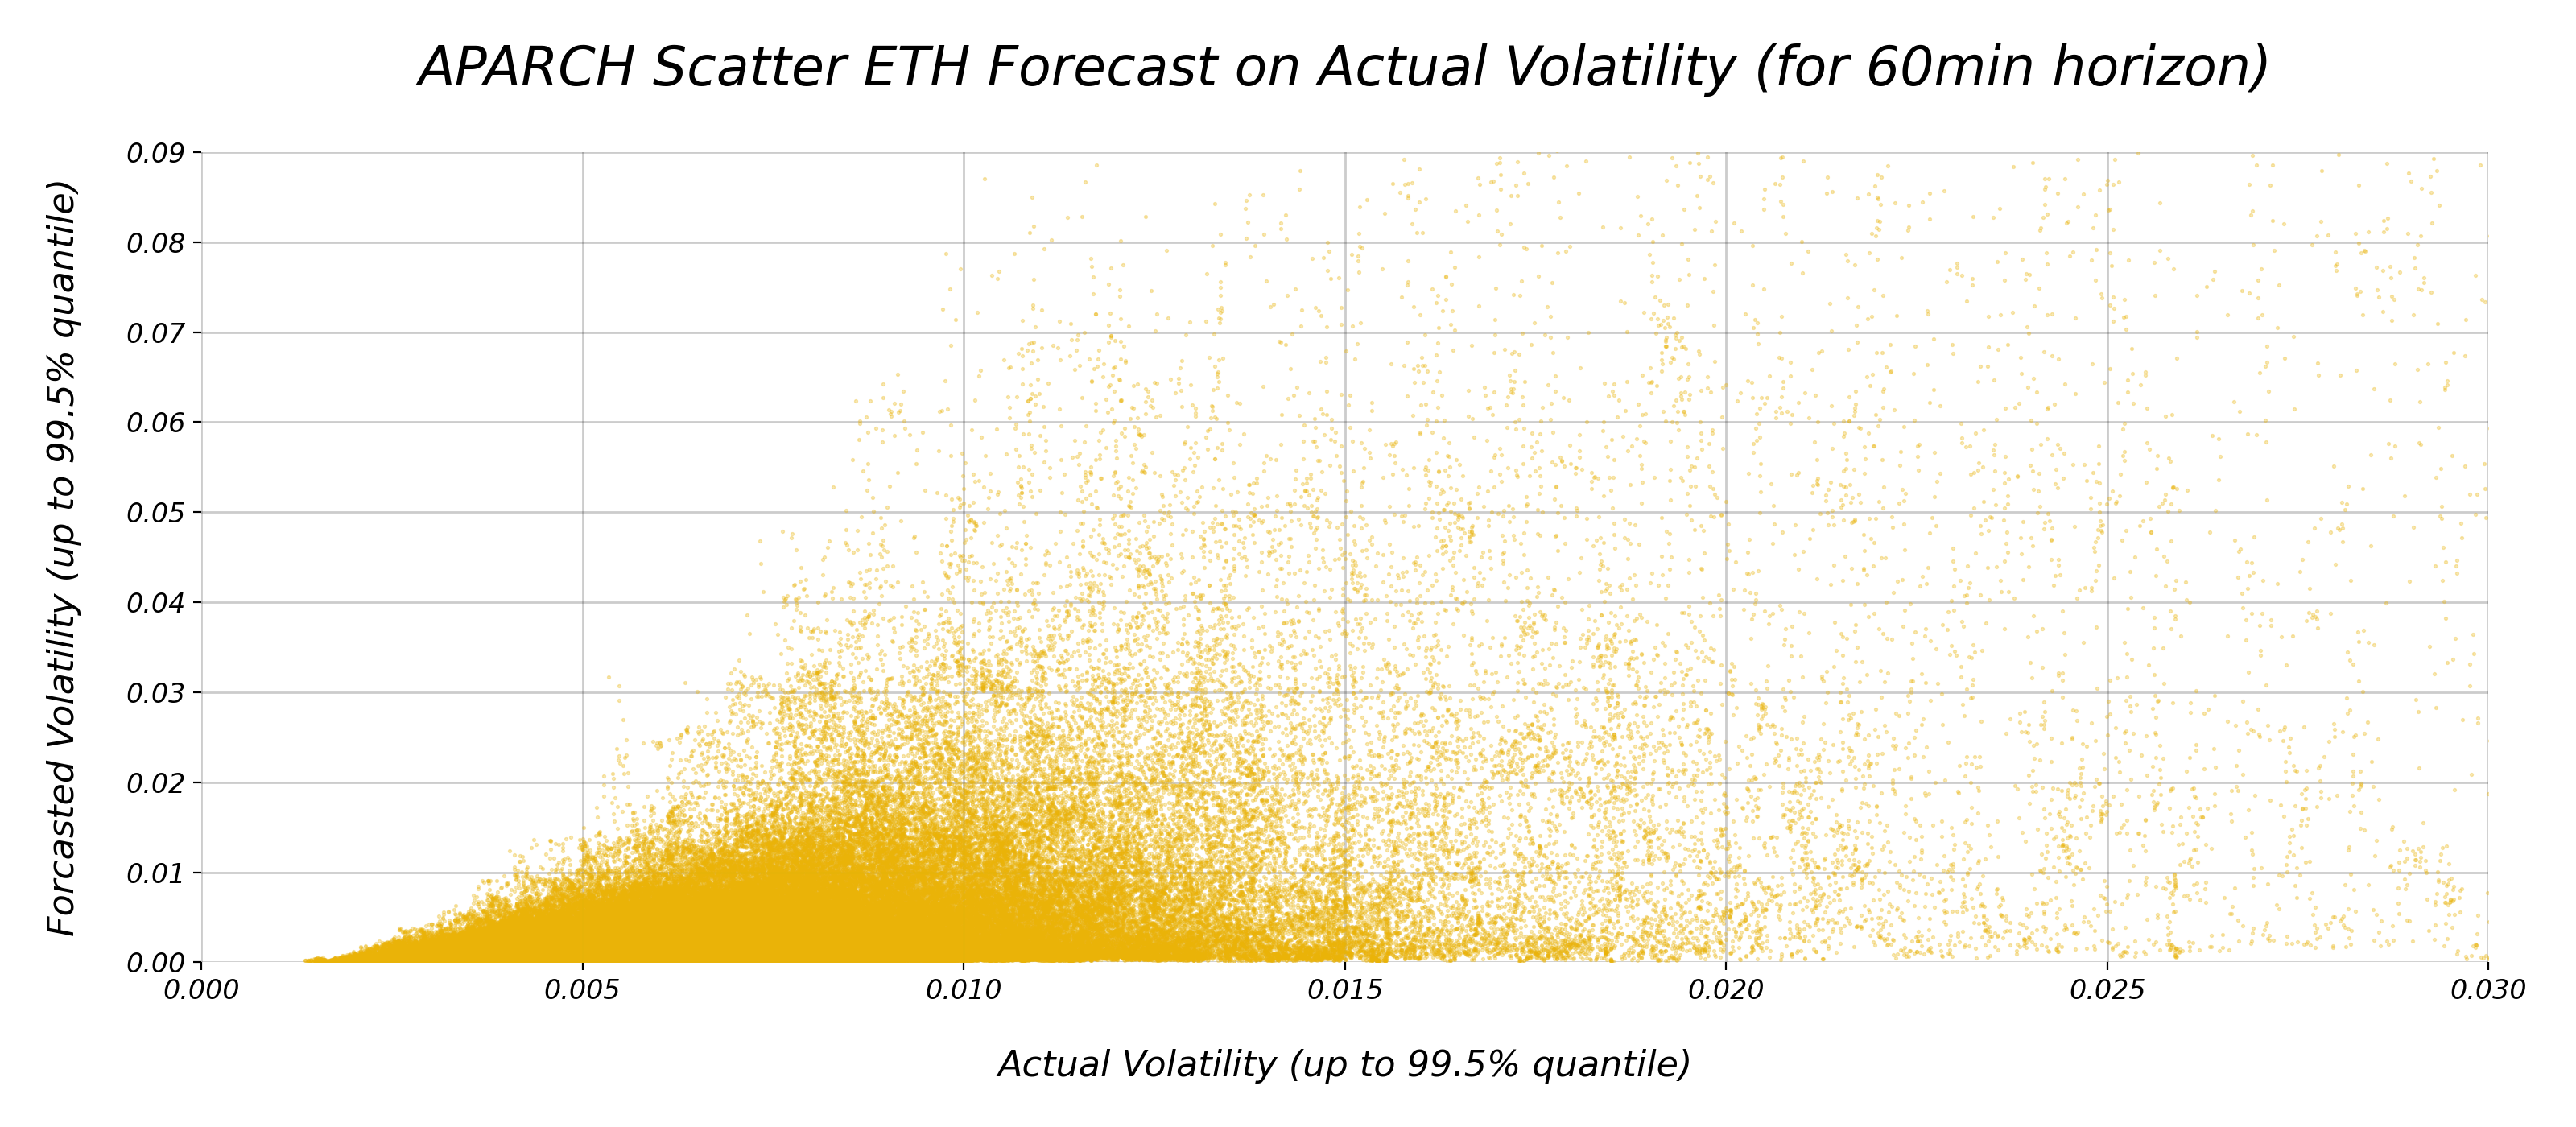 APARCH Scatter ETH Forecast on Actual Volatility (for 60min horizon)
Forcasted Volatility (up to 99.5% quantile)
0.09
0.08
0.07
0.06
0.05
0.04
0.03
0.02
0.01
0.00
0.000 0.005 0.010 0.015 0.020 0.025 0.030
Actual Volatility (up to 99.5% quantile)